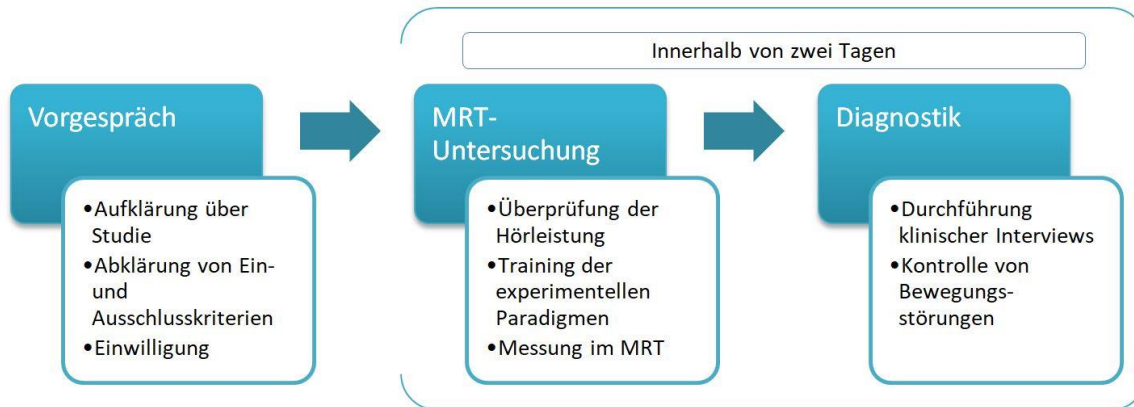 Innerhalb von zwei Tagen
Vorgespräch
•Aufklärung über
Studie
•Abklärung von Ein-
und
Ausschlusskriterien
•Einwilligung
MRT-
Untersuchung
•Überprüfung der
Hörleistung
•Training der
experimentellen
Paradigmen
•Messung im MRT
Diagnostik
•Durchführung
klinischer Interviews
•Kontrolle von
Bewegungs-
störungen